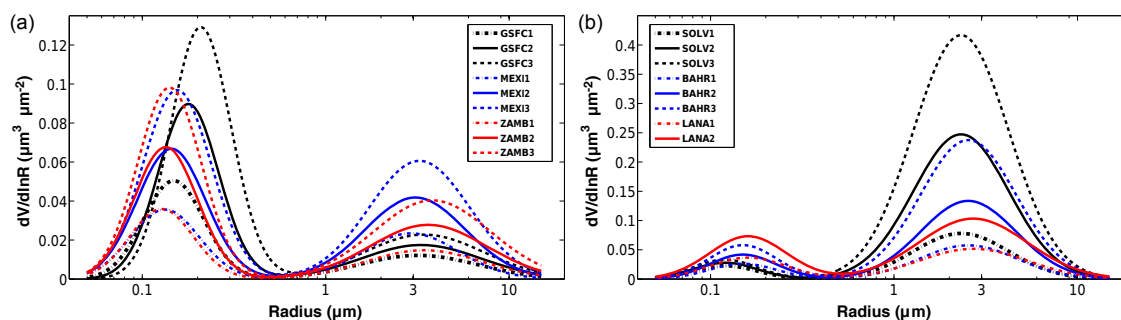 (a)
dV/dlnR (μm³ μm⁻²)
0.12
0.1
0.08
0.06
0.04
0.02
0
0.1
1
3
10
Radius (μm)
GSFC1
GSFC2
GSFC3
MEXI1
MEXI2
MEXI3
ZAMB1
ZAMB2
ZAMB3
(b)
dV/dlnR (μm³ μm-2)
0.4
0.35
0.3
0.25
0.2
0.15
0.1
0.05
0
0.1
1
3
10
Radius (μm)
SOLV1
SOLV2
SOLV3
BAHR1
BAHR2
BAHR3
LANA1
LANA2